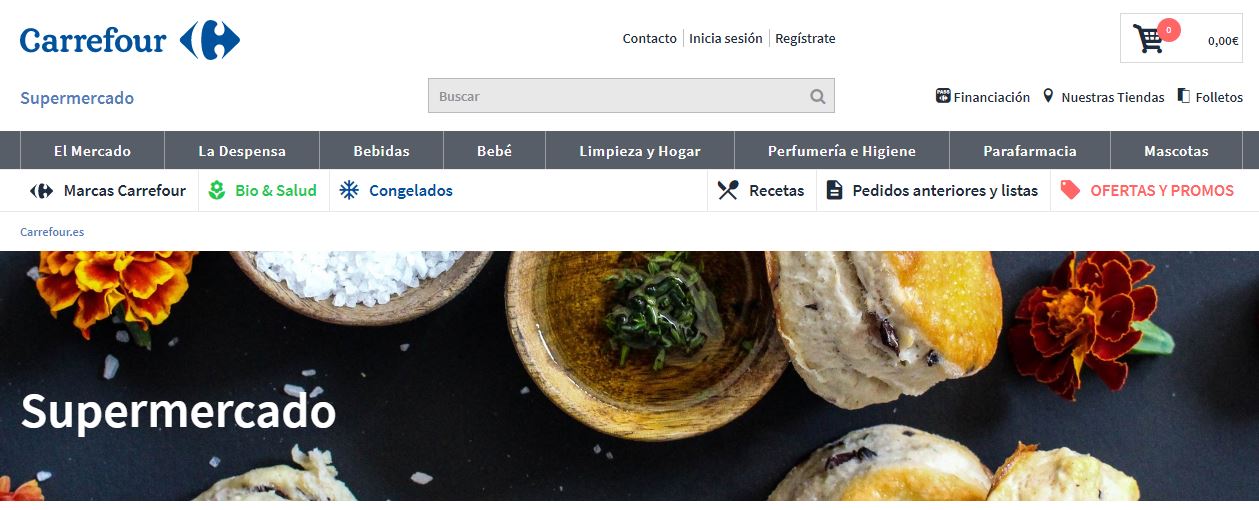 Carrefour
Contacto Inicia sesión Regístrate
0 0,00€
Supermercado
Buscar
PASS Financiación Nuestras Tiendas Folletos
El Mercado La Despensa Bebidas Bebé Limpieza y Hogar Perfumería e Higiene Parafarmacia Mascotas
Marcas Carrefour Bio & Salud Congelados Recetas Pedidos anteriores y listas OFERTAS Y PROMOS
Carrefour.es
Supermercado